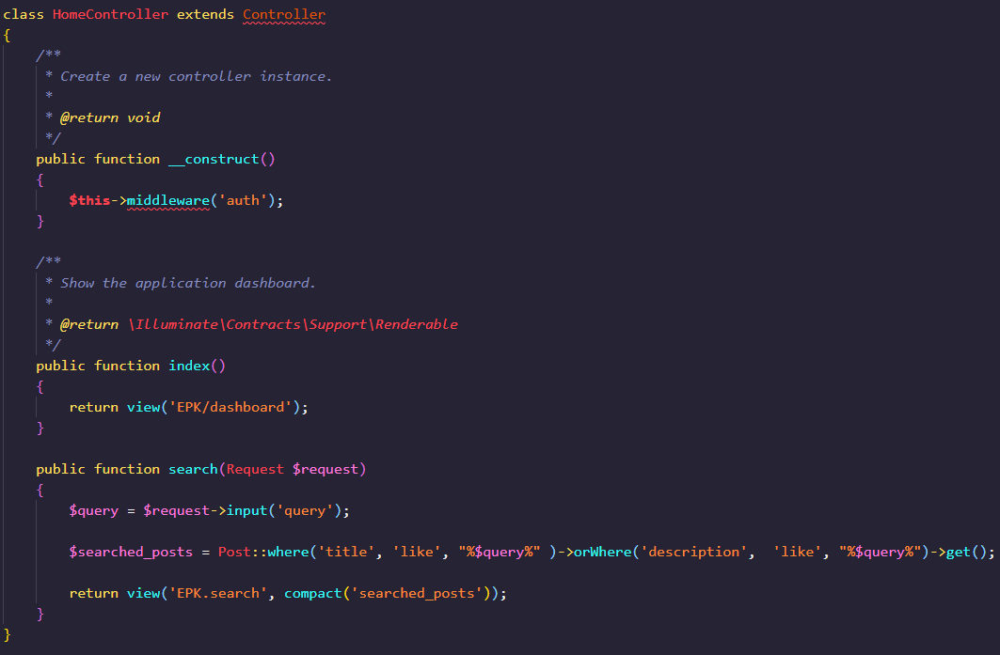 class HomeController extends Controller
{
    /**
     * Create a new controller instance.
     *
     * @return void
     */
    public function __construct()
    {
        $this->middleware('auth');
    }

    /**
     * Show the application dashboard.
     *
     * @return \Illuminate\Contracts\Support\Renderable
     */
    public function index()
    {
        return view('EPK/dashboard');
    }

    public function search(Request $request)
    {
        $query = $request->input('query');

        $searched_posts = Post::where('title', 'like', "%$query%" )->orWhere('description',  'like', "%$query%")->get();

        return view('EPK.search', compact('searched_posts'));
    }
}